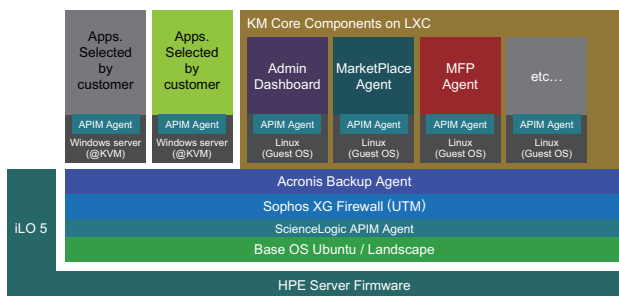 KM Core Components on LXC
Apps.
Selected
by
customer
Apps.
Selected
by
customer
Admin
Dashboard
MarketPlace
Agent
MFP
Agent
etc…
APIM Agent
APIM Agent
APIM Agent
APIM Agent
APIM Agent
APIM Agent
Windows server
(@KVM)
Windows server
(@KVM)
Linux
(Guest OS)
Linux
(Guest OS)
Linux
(Guest OS)
Linux
(Guest OS)
iLO 5
Acronis Backup Agent
Sophos XG Firewall (UTM)
ScienceLogic APIM Agent
Base OS Ubuntu / Landscape
HPE Server Firmware